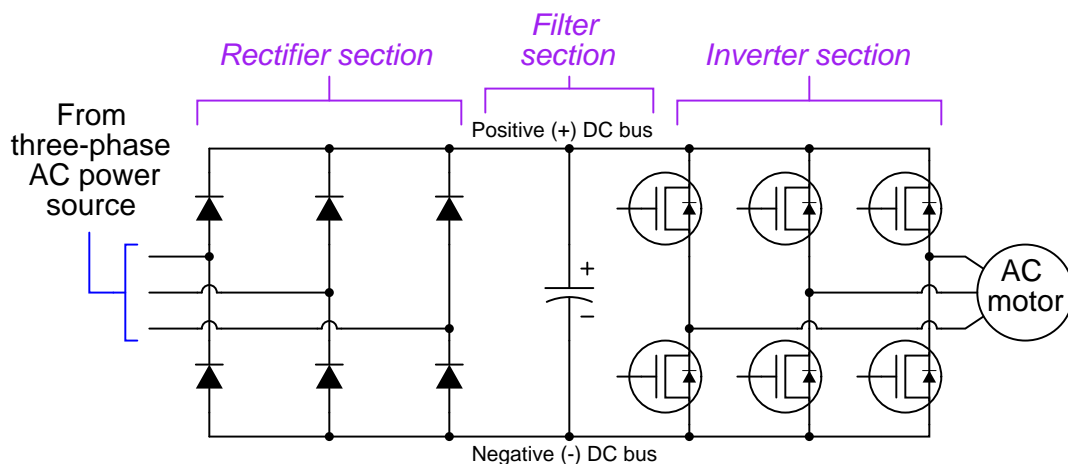 Rectifier section
Filter
section
Inverter section
From
three-phase
AC power
source
Positive (+) DC bus
+
−
AC
motor
Negative (-) DC bus